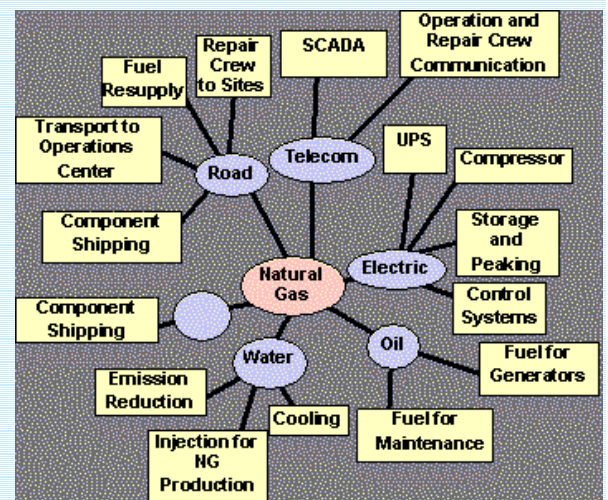 Operation and
Repair Crew
Communication
SCADA
Repair
Crew
to Sites
Fuel
Resupply
Transport to
Operations
Center
Telecom
UPS
Compressor
Road
Component
Shipping
Storage
and
Peaking
Electric
Natural
Gas
Control
Systems
Component
Shipping
Water
Oil
Fuel for
Generators
Emission
Reduction
Cooling
Fuel for
Maintenance
Injection for
NG
Production